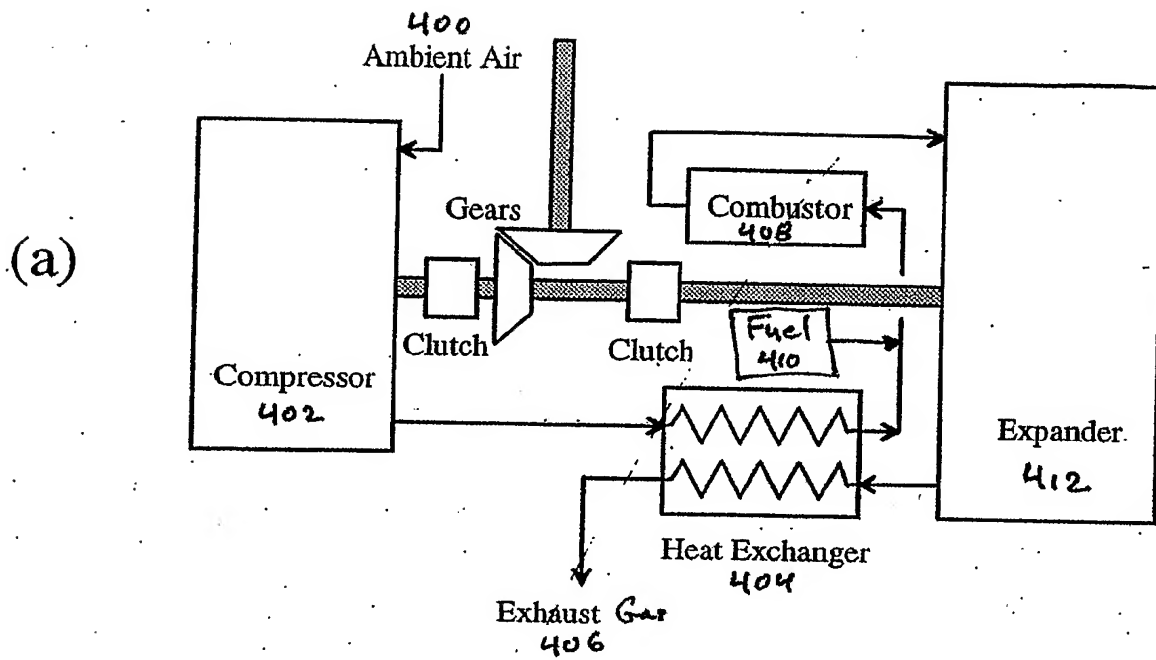 400
Ambient Air
(a)
Gears
Combustor
408
Clutch
Clutch
Fuel
410
Compressor
402
Expander
412
Heat Exchanger
404
Exhaust Gas
406